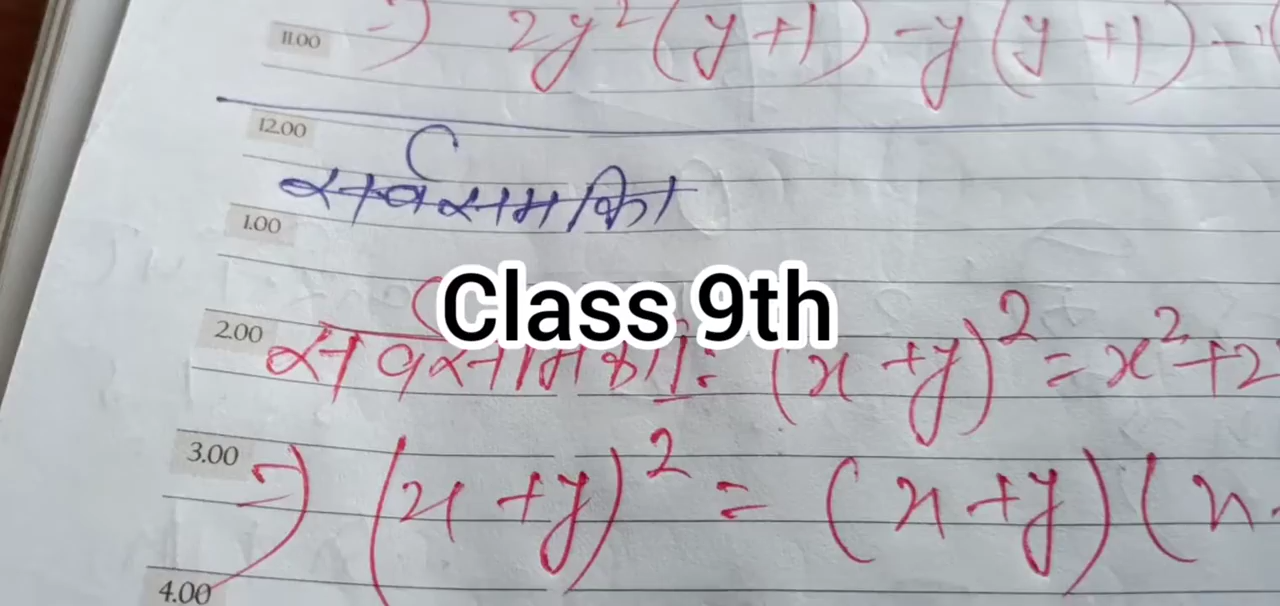 11.00 => 2y²(y+1)-y(y+1)-1(
12.00
सर्वसमिका
1.00
Class 9th
2.00 सर्वसमिका I: (x+y)² = x²+2
3.00 => (x+y)² = (x+y)(x
4.00